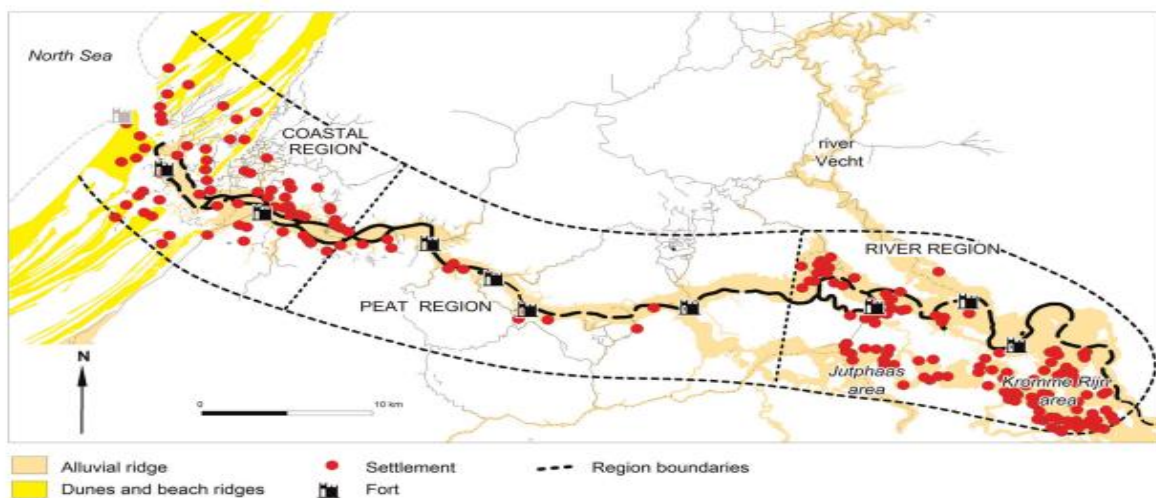 North Sea
COASTAL
REGION
river
Vecht
RIVER REGION
PEAT REGION
Jutphaas
area
Kromme Rijn
area
N
0
10 km
Alluvial ridge
Settlement
Region boundaries
Dunes and beach ridges
Fort